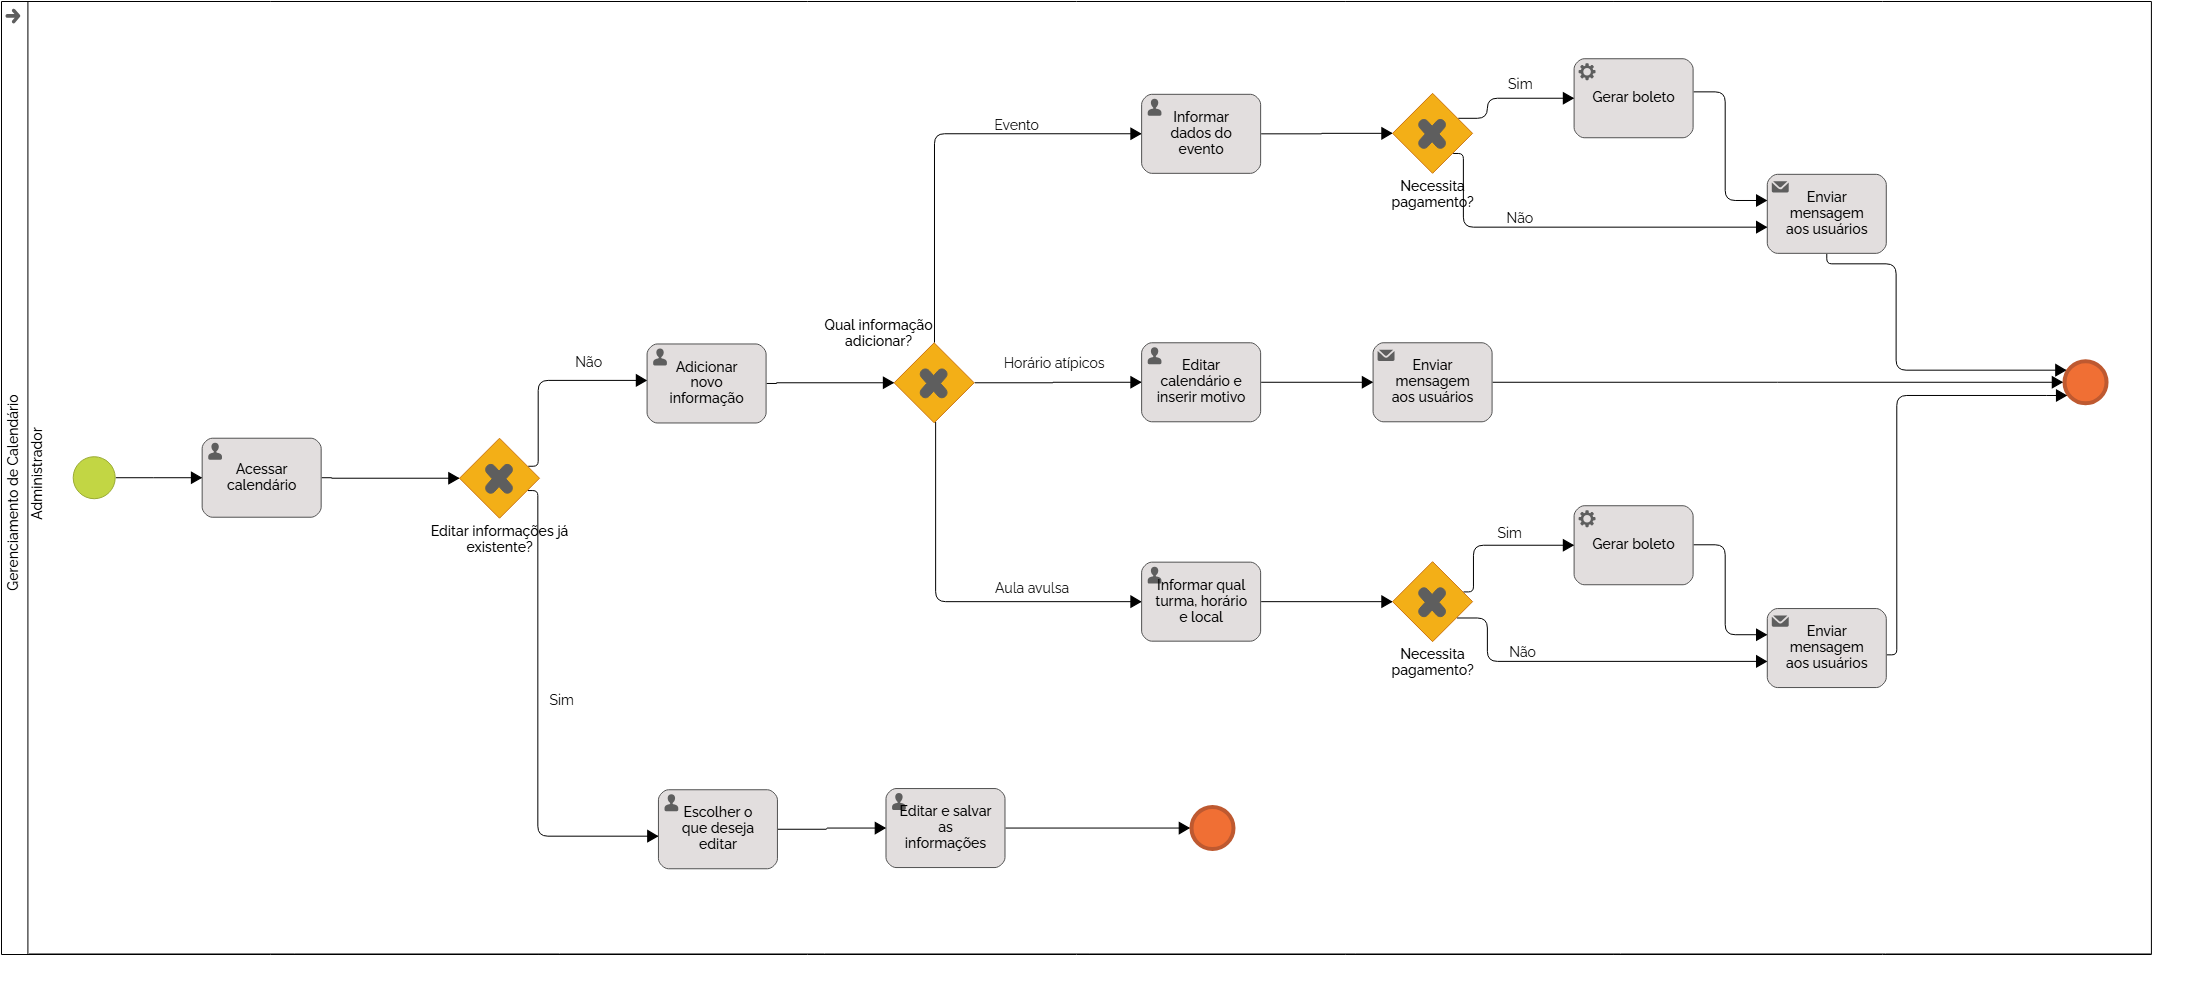 Gerenciamento de Calendário
Administrador
Acessar
calendário
Editar informações já
existente?
Não
Adicionar
novo
informação
Qual informação
adicionar?
Evento
Informar
dados do
evento
Necessita
pagamento?
Sim
Gerar boleto
Não
Enviar
mensagem
aos usuários
Horário atípicos
Editar
calendário e
inserir motivo
Enviar
mensagem
aos usuários
Aula avulsa
Informar qual
turma, horário
e local
Necessita
pagamento?
Sim
Gerar boleto
Não
Enviar
mensagem
aos usuários
Sim
Escolher o
que deseja
editar
Editar e salvar
as
informações